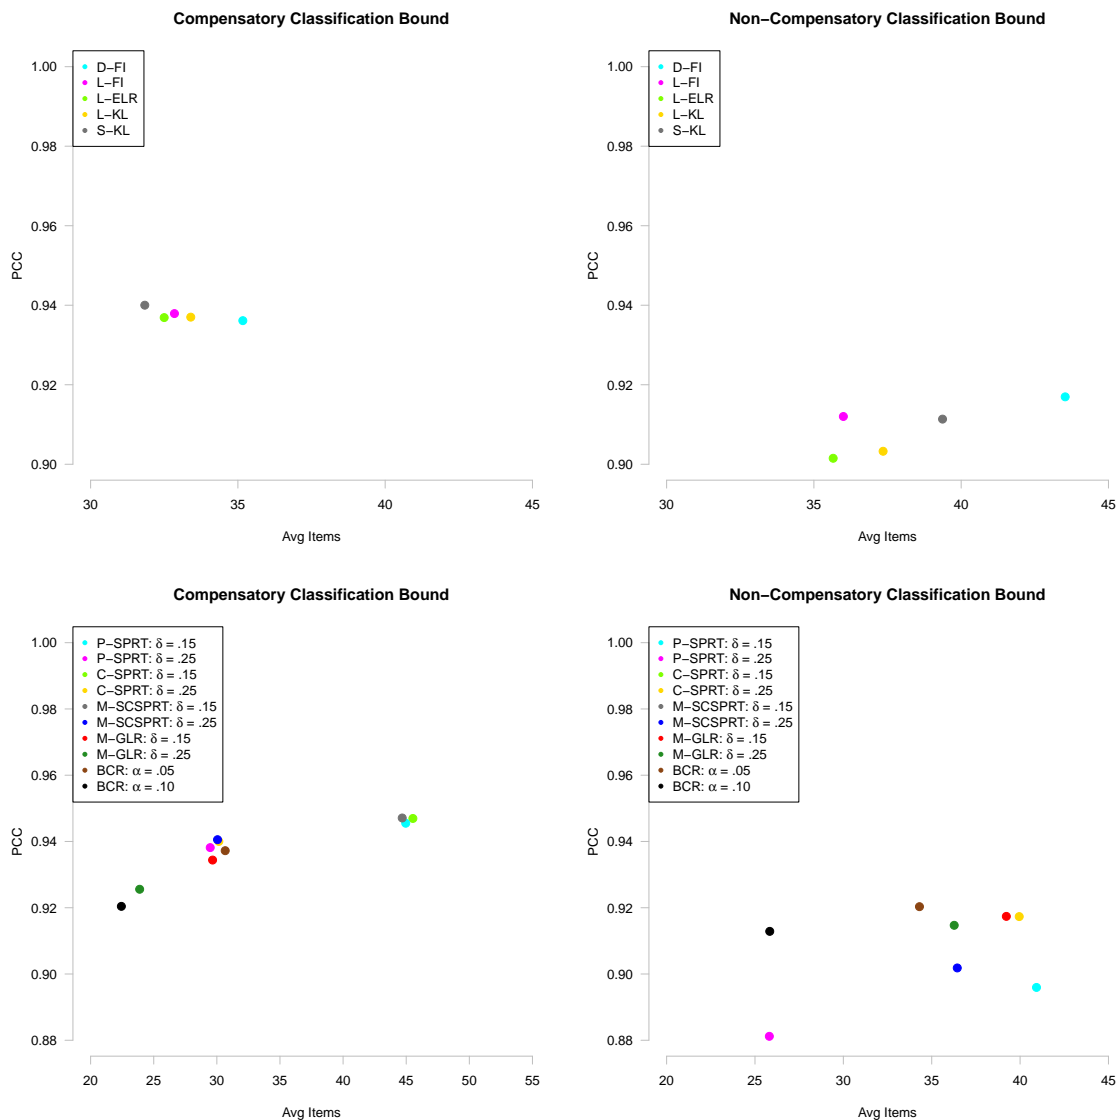 Compensatory Classification Bound
D−FI
L−FI
L−ELR
L−KL
S−KL
1.00
0.98
0.96
0.94
0.92
0.90
PCC
30 35 40 45
Avg Items
Non−Compensatory Classification Bound
D−FI
L−FI
L−ELR
L−KL
S−KL
1.00
0.98
0.96
0.94
0.92
0.90
PCC
30 35 40 45
Avg Items
Compensatory Classification Bound
P−SPRT: δ = .15
P−SPRT: δ = .25
C−SPRT: δ = .15
C−SPRT: δ = .25
M−SCSPRT: δ = .15
M−SCSPRT: δ = .25
M−GLR: δ = .15
M−GLR: δ = .25
BCR: α = .05
BCR: α = .10
1.00
0.98
0.96
0.94
0.92
0.90
0.88
PCC
20 25 30 35 40 45 50 55
Avg Items
Non−Compensatory Classification Bound
P−SPRT: δ = .15
P−SPRT: δ = .25
C−SPRT: δ = .15
C−SPRT: δ = .25
M−SCSPRT: δ = .15
M−SCSPRT: δ = .25
M−GLR: δ = .15
M−GLR: δ = .25
BCR: α = .05
BCR: α = .10
1.00
0.98
0.96
0.94
0.92
0.90
0.88
PCC
20 25 30 35 40 45
Avg Items